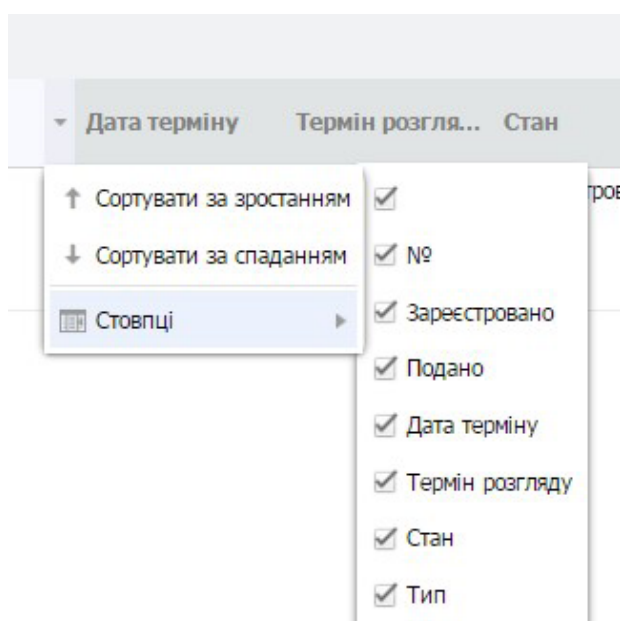 Дата терміну Термін розгля... Стан
Сортувати за зростанням
Сортувати за спаданням
Стовпці
№
Зареєстровано
Подано
Дата терміну
Термін розгляду
Стан
Тип